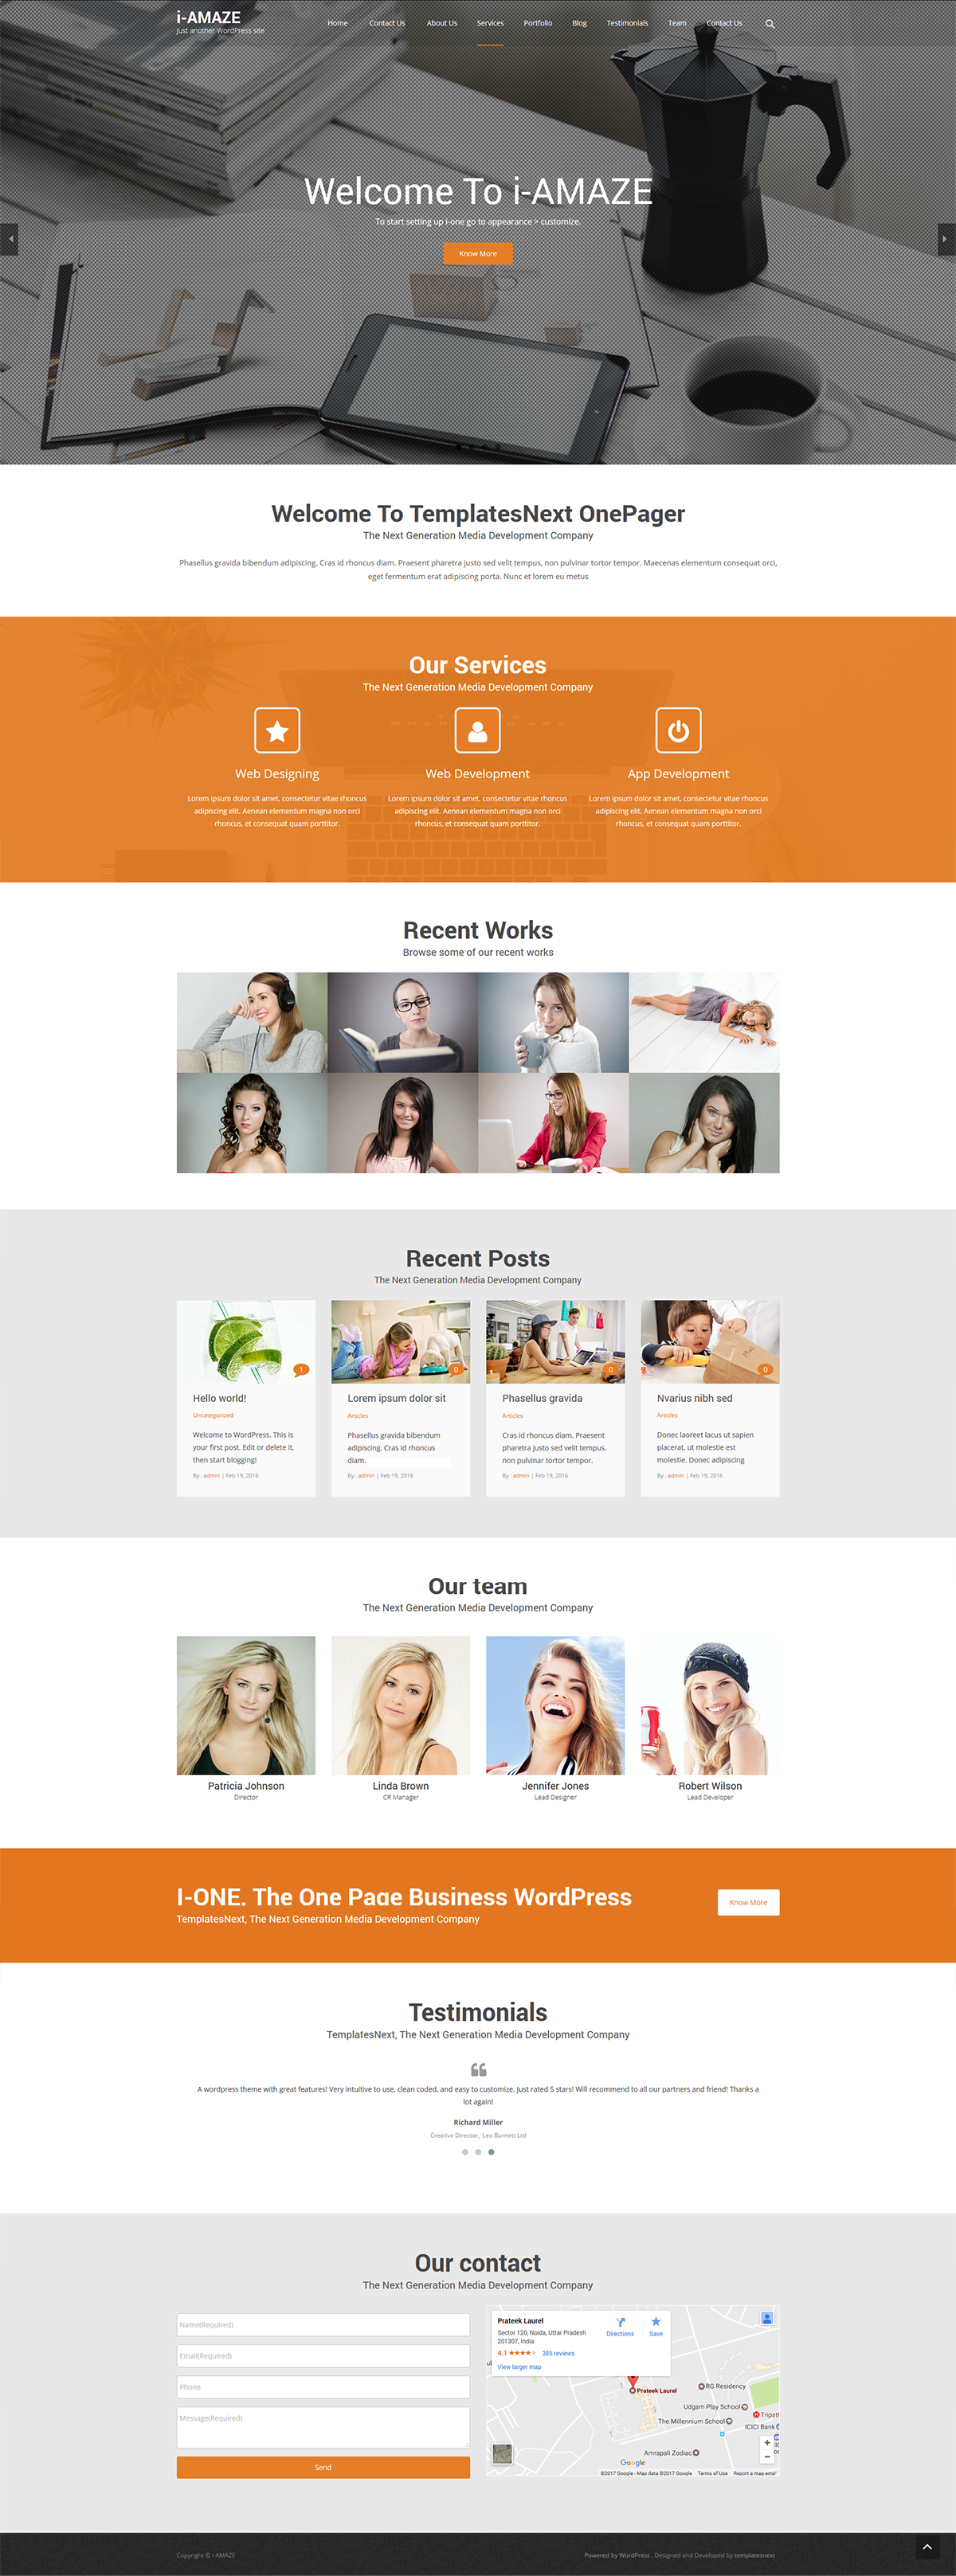 i-AMAZE
Just another WordPress site
Home Contact Us About Us Services Portfolio Blog Testimonials Team Contact Us
Welcome To i-AMAZE
To start setting up i-one go to appearance > customize.
Know More
Welcome To TemplatesNext OnePager
The Next Generation Media Development Company
Phasellus gravida bibendum adipiscing. Cras id rhoncus diam. Praesent pharetra justo sed velit tempus, non pulvinar tortor tempor. Maecenas elementum consequat orci,
eget fermentum erat adipiscing porta. Nunc et lorem eu metus
Our Services
The Next Generation Media Development Company
Web Designing
Lorem ipsum dolor sit amet, consectetur vitae rhoncus
adipiscing elit. Aenean elementum magna non orci
rhoncus, et consequat quam porttitor.
Web Development
Lorem ipsum dolor sit amet, consectetur vitae rhoncus
adipiscing elit. Aenean elementum magna non orci
rhoncus, et consequat quam porttitor.
App Development
Lorem ipsum dolor sit amet, consectetur vitae rhoncus
adipiscing elit. Aenean elementum magna non orci
rhoncus, et consequat quam porttitor.
Recent Works
Browse some of our recent works
Recent Posts
The Next Generation Media Development Company
1
Hello world!
Uncategorized
Welcome to WordPress. This is
your first post. Edit or delete it,
then start blogging!
By : admin | Feb 19, 2016
0
Lorem ipsum dolor sit
Articles
Phasellus gravida bibendum
adipiscing. Cras id rhoncus
diam.
By : admin | Feb 19, 2016
0
Phasellus gravida
Articles
Cras id rhoncus diam. Praesent
pharetra justo sed velit tempus,
non pulvinar tortor tempor.
By : admin | Feb 19, 2016
0
Nvarius nibh sed
Articles
Donec laoreet lacus ut sapien
placerat, ut molestie est
molestie. Donec adipiscing
By : admin | Feb 19, 2016
Our team
The Next Generation Media Development Company
Patricia Johnson
Director
Linda Brown
CR Manager
Jennifer Jones
Lead Designer
Robert Wilson
Lead Developer
I-ONE. The One Page Business WordPress
TemplatesNext, The Next Generation Media Development Company
Know More
Testimonials
TemplatesNext, The Next Generation Media Development Company
A wordpress theme with great features! Very intuitive to use, clean coded, and easy to customize. Just rated 5 stars! Will recommend to all our partners and friend! Thanks a
lot again!
Richard Miller
Creative Director, Leo Burnett Ltd
Our contact
The Next Generation Media Development Company
Name(Required)
Email(Required)
Phone
Message(Required)
Send
Prateek Laurel
Sector 120, Noida, Uttar Pradesh
201307, India
4.1 385 reviews
View larger map
Directions
Save
Prateek Laurel
RG Residency
Udgam Play School
The Millennium School
Tripat
ICICI Bank
Amrapali Zodiac
Google
©2017 Google - Map data ©2017 Google Terms of Use Report a map error
Copyright © i-AMAZE
Powered by WordPress , Designed and Developed by templatesnext